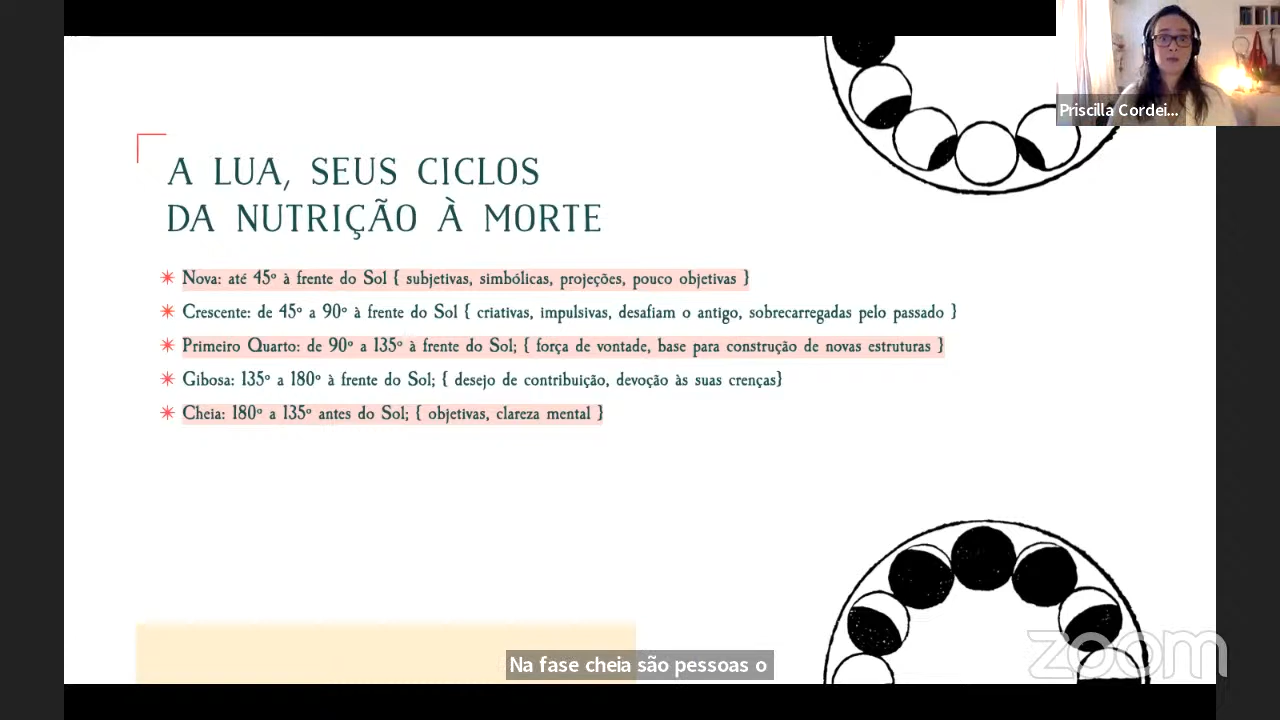 Priscilla Cordei...
A LUA, SEUS CICLOS
DA NUTRIÇÃO À MORTE
Nova: até 45º à frente do Sol { subjetivas, simbólicas, projeções, pouco objetivas }
Crescente: de 45º a 90º à frente do Sol { criativas, impulsivas, desafiam o antigo, sobrecarregadas pelo passado }
Primeiro Quarto: de 90º a 135º à frente do Sol; { força de vontade, base para construção de novas estruturas }
Gibosa: 135º a 180º à frente do Sol; { desejo de contribuição, devoção às suas crenças}
Cheia: 180º a 135º antes do Sol; { objetivas, clareza mental }
zoom
Na fase cheia são pessoas o